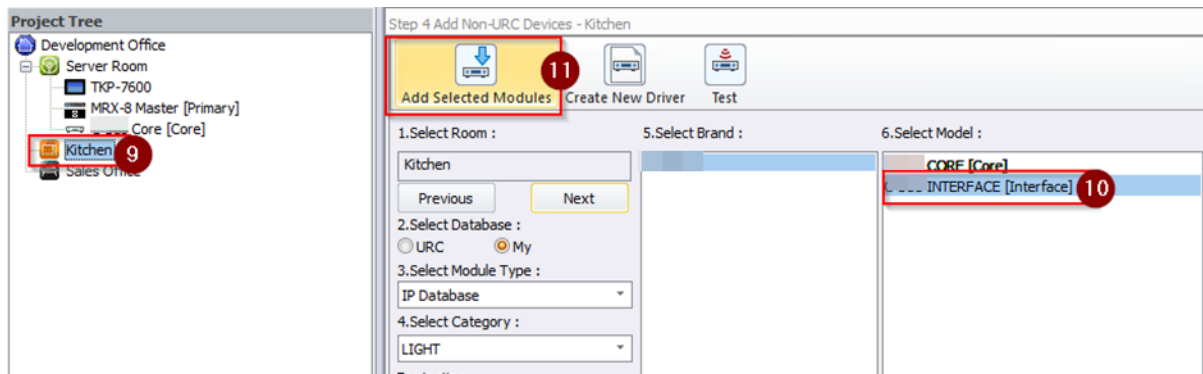 Project Tree
Development Office
Server Room
TKP-7600
MRX-8 Master [Primary]
Core [Core]
Kitchen
9
Sales Office
Step 4 Add Non-URC Devices - Kitchen
11
Add Selected Modules
Create New Driver
Test
1.Select Room :
Kitchen
Previous
Next
2.Select Database :
URC
My
3.Select Module Type :
IP Database
4.Select Category :
LIGHT
5.Select Brand :
6.Select Model :
CORE [Core]
INTERFACE [Interface]
10